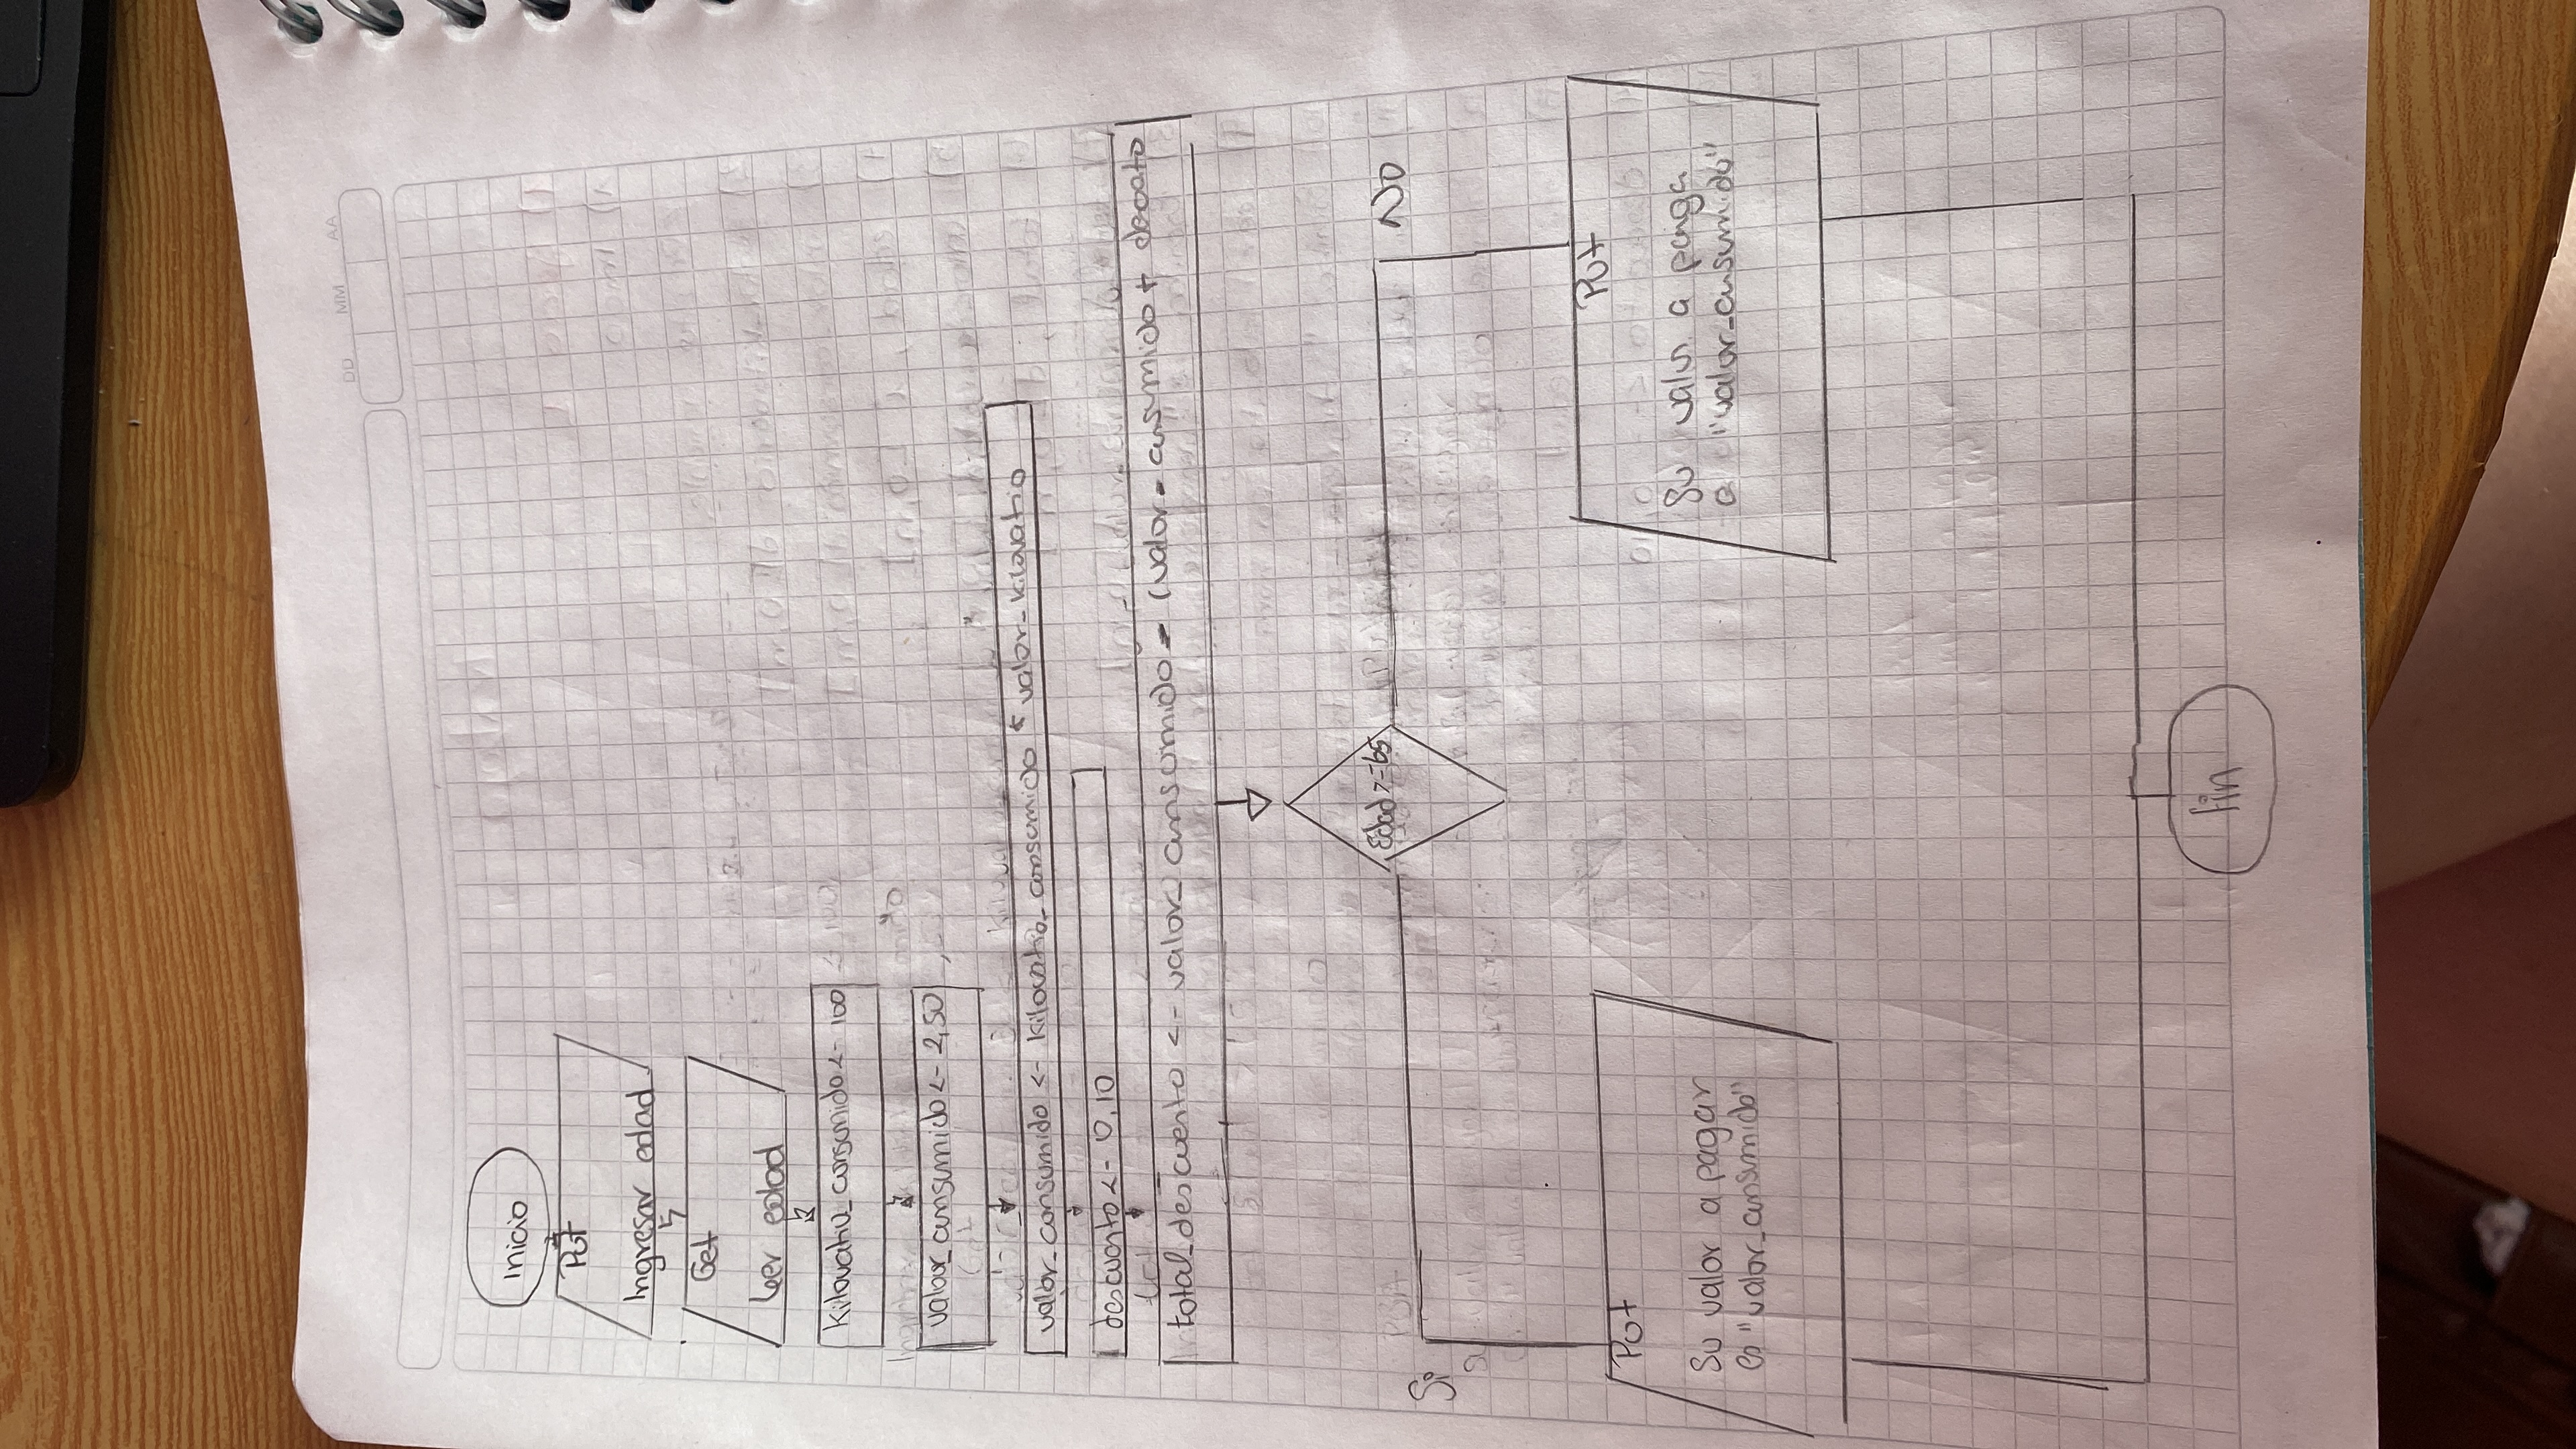 DD MM AA
Inicio
Put
Ingresar edad
Get
Leer edad
Kilovatio_consumido <- 100
valor_consumido <- 2,50
valor_consumido <- Kilovatio_consumido * valor_kilovatio
descuento <- 0,10
total_descuento <- valor_consumido - (valor_consumido *
Edad >= 65
Si
No
Put
Su valor a pagar
es "valor_consumido"
Put
Su valor a paga
"valor_consumido"
fin